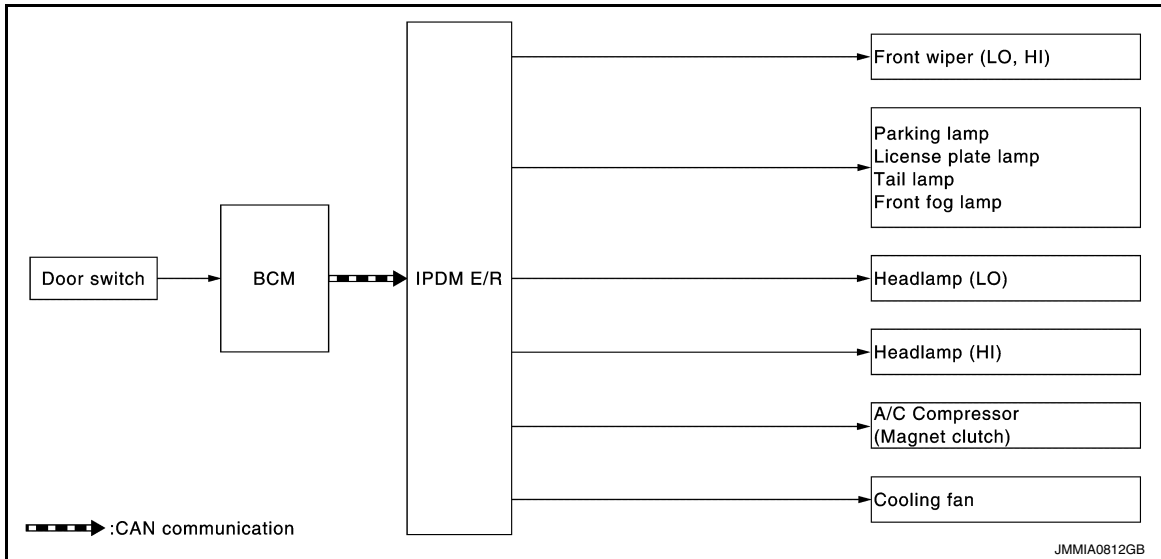 Front wiper (LO, HI)
Parking lamp
License plate lamp
Tail lamp
Front fog lamp
Door switch
BCM
IPDM E/R
Headlamp (LO)
Headlamp (HI)
A/C Compressor
(Magnet clutch)
Cooling fan
:CAN communication
JMMIA0812GB